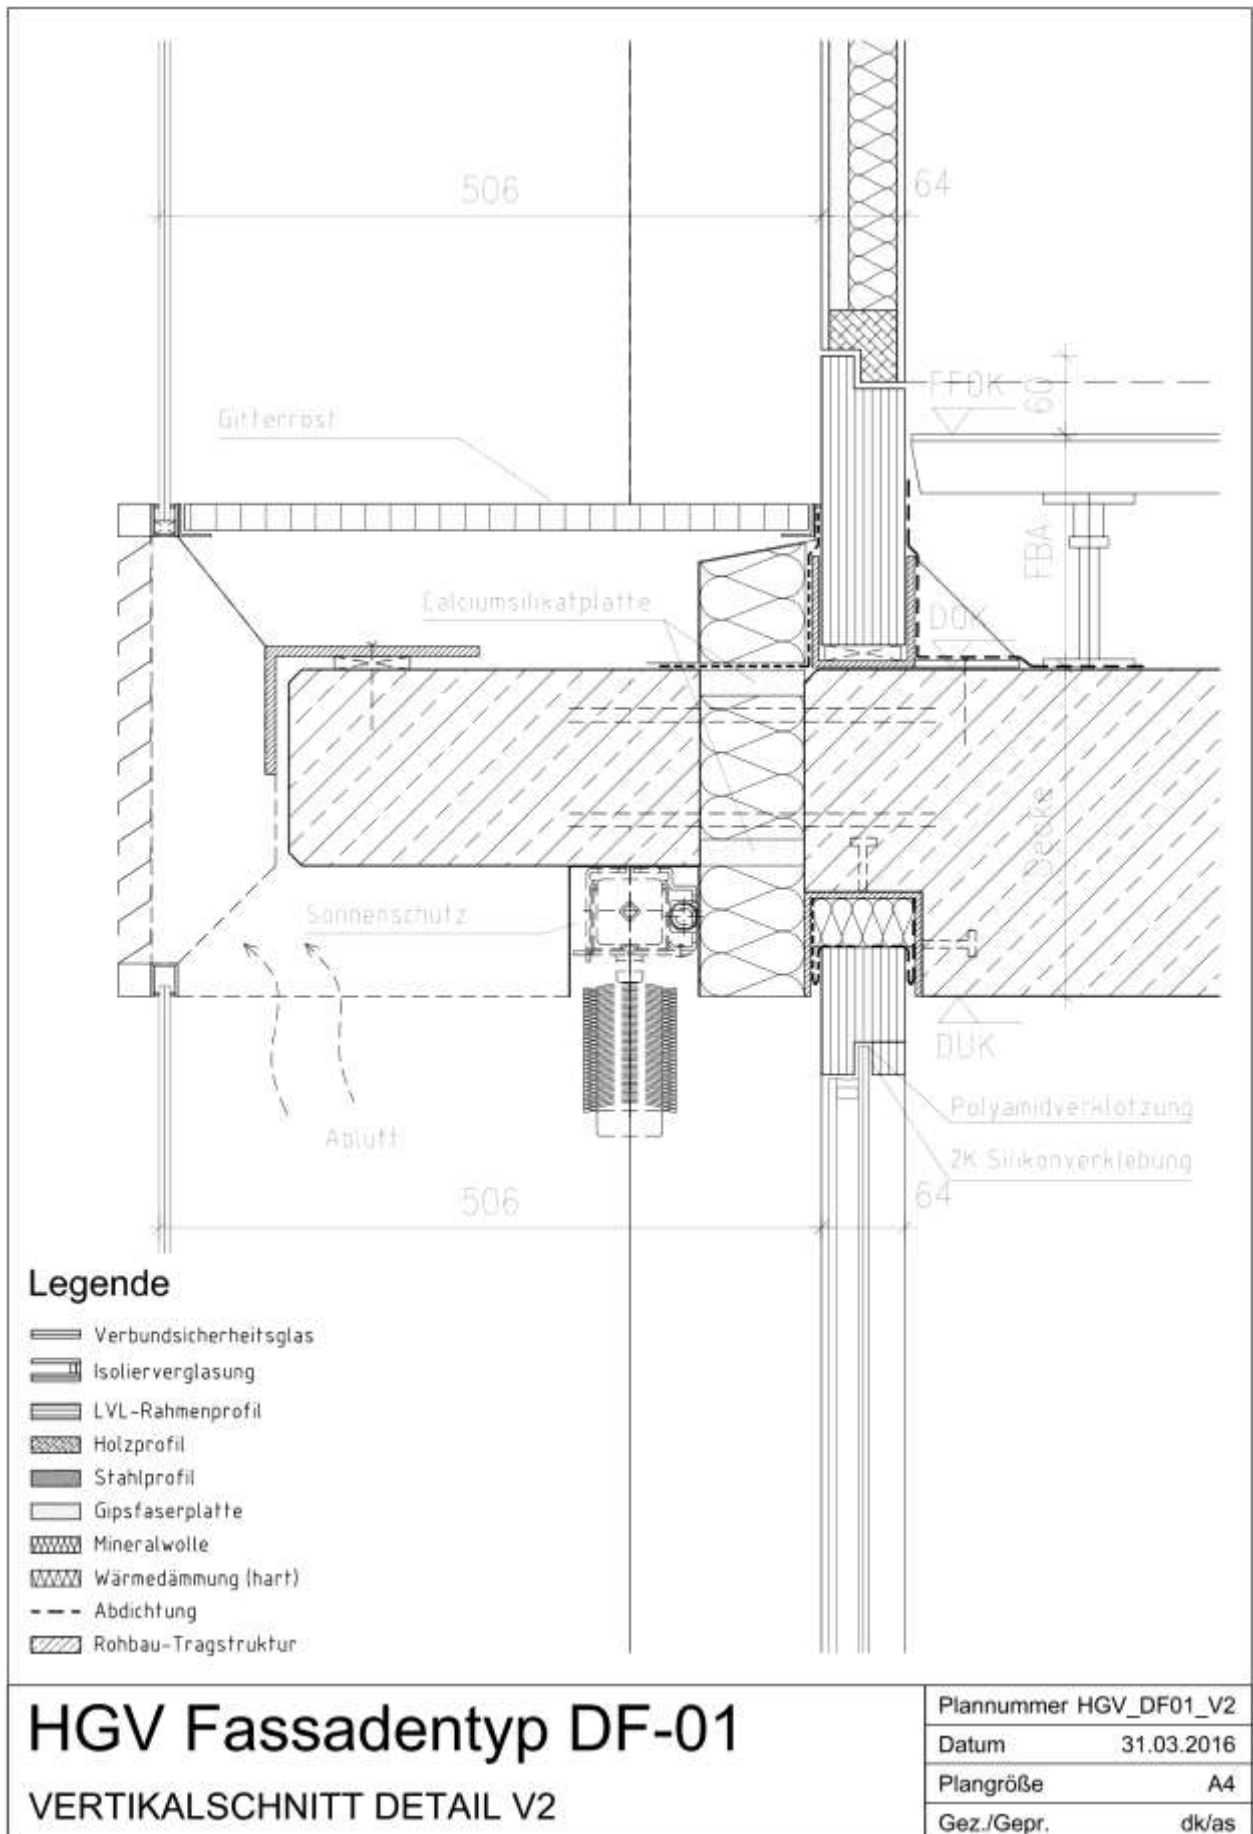 506
64
FFOK
60
Gitterrost
FBA
Calciumsilikatplatte
DOK
Decke
Sonnenschutz
DUK
Polyamidverklotzung
Abluft
2K Silikonverklebung
506
64
Legende
Verbundsicherheitsglas
Isolierverglasung
LVL-Rahmenprofil
Holzprofil
Stahlprofil
Gipsfaserplatte
Mineralwolle
Wärmedämmung (hart)
Abdichtung
Rohbau-Tragstruktur
HGV Fassadentyp DF-01
VERTIKALSCHNITT DETAIL V2
Plannummer HGV_DF01_V2
Datum 31.03.2016
Plangröße A4
Gez./Gepr. dk/as